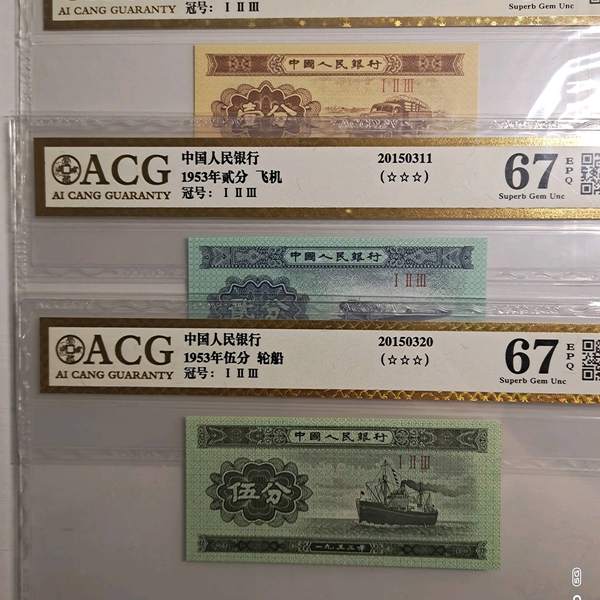 AI CANG GUARANTY
冠号: Ⅰ Ⅱ Ⅲ
Superb Gem Unc
中國人民銀行
Ⅰ Ⅱ Ⅲ
壹分
ACG
AI CANG GUARANTY
中国人民银行
1953年贰分 飞机
冠号: Ⅰ Ⅱ Ⅲ
20150311
(☆☆☆)
67
EPQ
Superb Gem Unc
中國人民銀行
Ⅰ Ⅱ Ⅲ
貳分
ACG
AI CANG GUARANTY
中国人民银行
1953年伍分 轮船
冠号: Ⅰ Ⅱ Ⅲ
20150320
(☆☆☆)
67
EPQ
Superb Gem Unc
中國人民銀行
Ⅰ Ⅱ Ⅲ
伍分
一九五三年